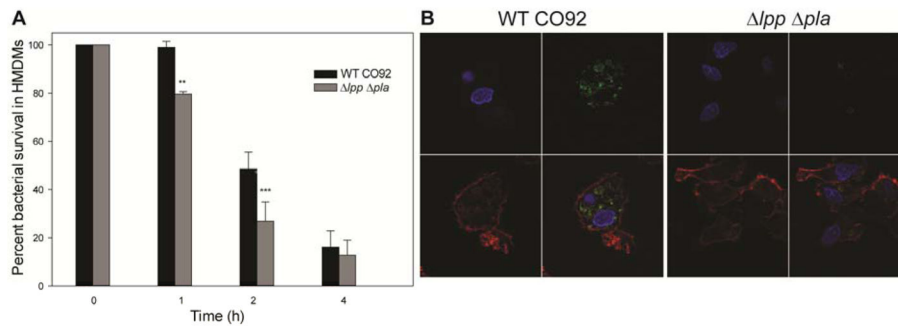 A
Percent bacterial survival in HMDMs
100
80
60
40
20
0
WT CO92
Δlpp Δpla
**
***
0 1 2 4
Time (h)
B
WT CO92 Δlpp Δpla